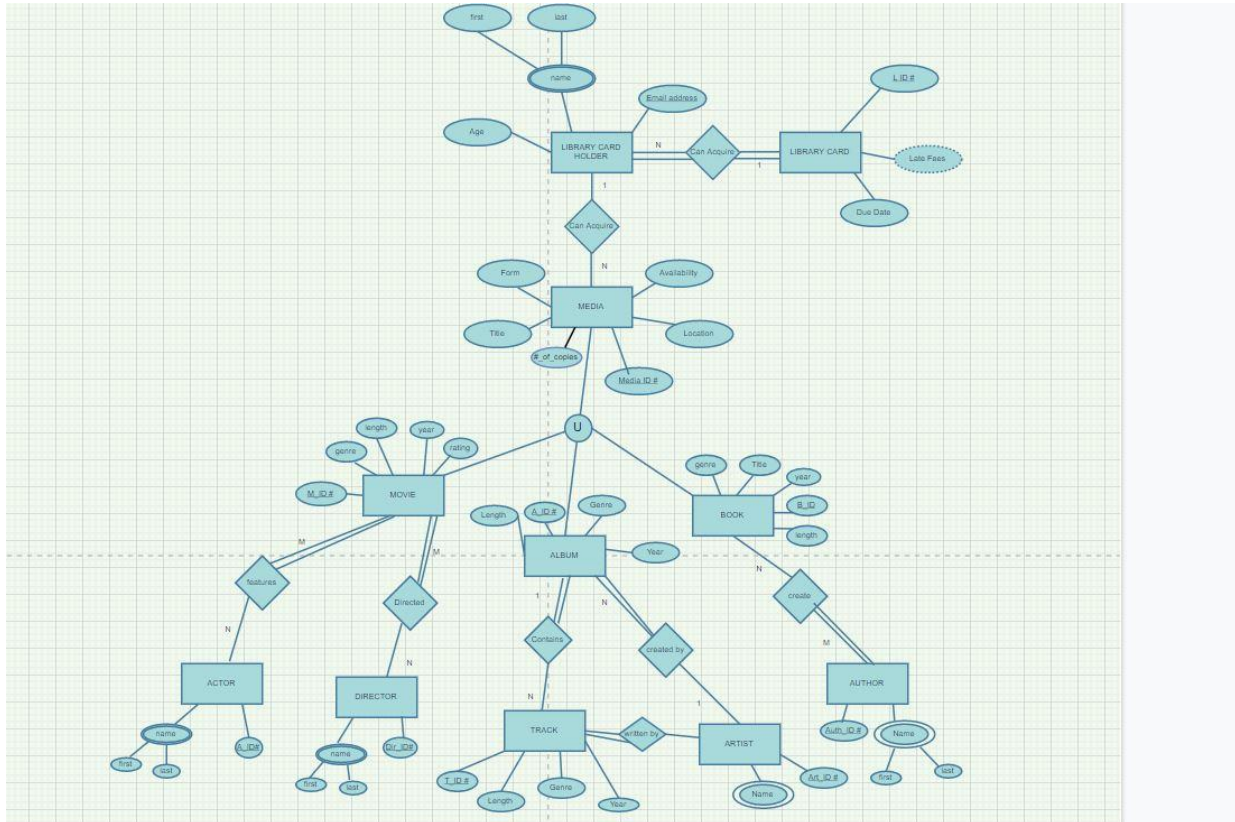 first
last
name
Email address
L ID #
Age
LIBRARY CARD
HOLDER
N
Can Acquire
1
LIBRARY CARD
Late Fees
1
Due Date
Can Acquire
N
Form
Availability
MEDIA
Title
Location
#_of_copies
Media ID #
U
length
year
genre
rating
M_ID #
MOVIE
genre
Title
year
B_ID
length
BOOK
Length
A_ID #
Genre
ALBUM
Year
M
M
N
features
Directed
1
N
create
N
N
Contains
created by
M
ACTOR
DIRECTOR
N
1
AUTHOR
name
A_ID#
first
last
name
Dir_ID#
first
last
TRACK
written by
ARTIST
Auth_ID #
Name
first
last
T_ID #
Length
Genre
Year
Name
Art_ID #